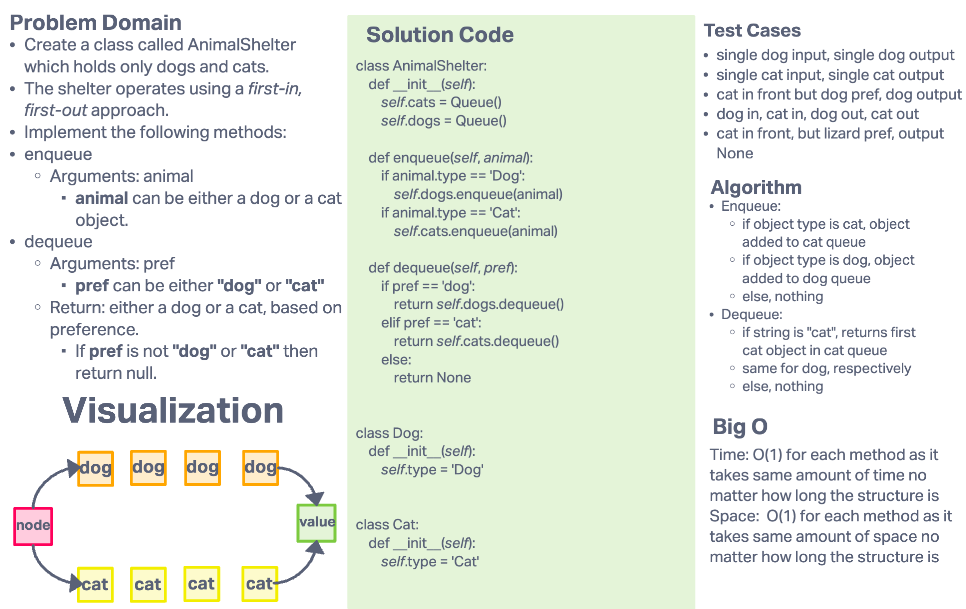 Problem Domain
• Create a class called AnimalShelter
which holds only dogs and cats.
• The shelter operates using a first-in,
first-out approach.
• Implement the following methods:
• enqueue
◦ Arguments: animal
▪ animal can be either a dog or a cat
object.
• dequeue
◦ Arguments: pref
▪ pref can be either "dog" or "cat"
◦ Return: either a dog or a cat, based on
preference.
▪ If pref is not "dog" or "cat" then
return null.
Visualization
dog dog dog dog
node
value
cat cat cat cat
Solution Code
class AnimalShelter:
def __init__(self):
self.cats = Queue()
self.dogs = Queue()
def enqueue(self, animal):
if animal.type == 'Dog':
self.dogs.enqueue(animal)
if animal.type == 'Cat':
self.cats.enqueue(animal)
def dequeue(self, pref):
if pref == 'dog':
return self.dogs.dequeue()
elif pref == 'cat':
return self.cats.dequeue()
else:
return None
class Dog:
def __init__(self):
self.type = 'Dog'
class Cat:
def __init__(self):
self.type = 'Cat'
Test Cases
• single dog input, single dog output
• single cat input, single cat output
• cat in front but dog pref, dog output
• dog in, cat in, dog out, cat out
• cat in front, but lizard pref, output
None
Algorithm
• Enqueue:
◦ if object type is cat, object
added to cat queue
◦ if object type is dog, object
added to dog queue
◦ else, nothing
• Dequeue:
◦ if string is "cat", returns first
cat object in cat queue
◦ same for dog, respectively
◦ else, nothing
Big O
Time: O(1) for each method as it
takes same amount of time no
matter how long the structure is
Space: O(1) for each method as it
takes same amount of space no
matter how long the structure is